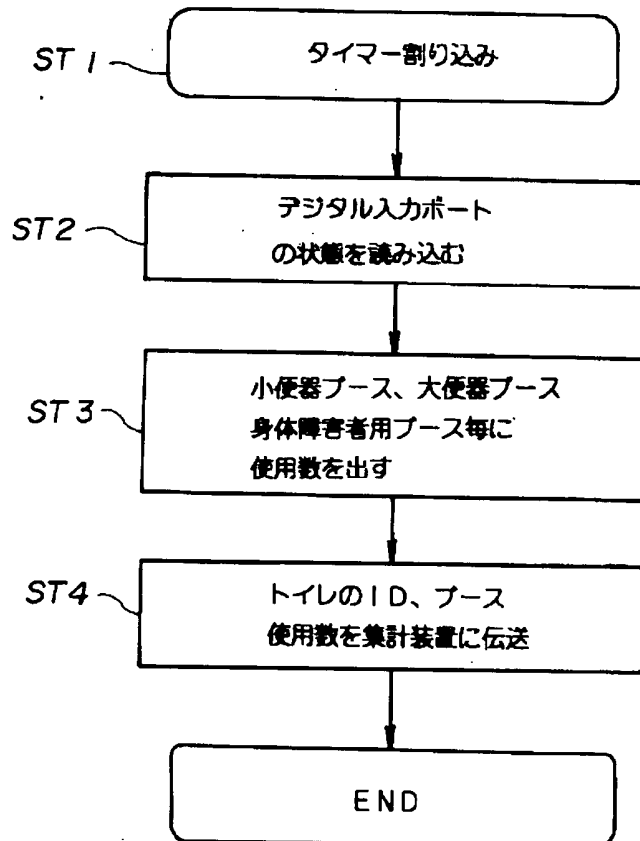 ST1
タイマー割り込み
ST2
デジタル入力ポート
の状態を読み込む
ST3
小便器ブース、大便器ブース
身体障害者用ブース毎に
使用数を出す
ST4
トイレのID、ブース
使用数を集計装置に伝送
END